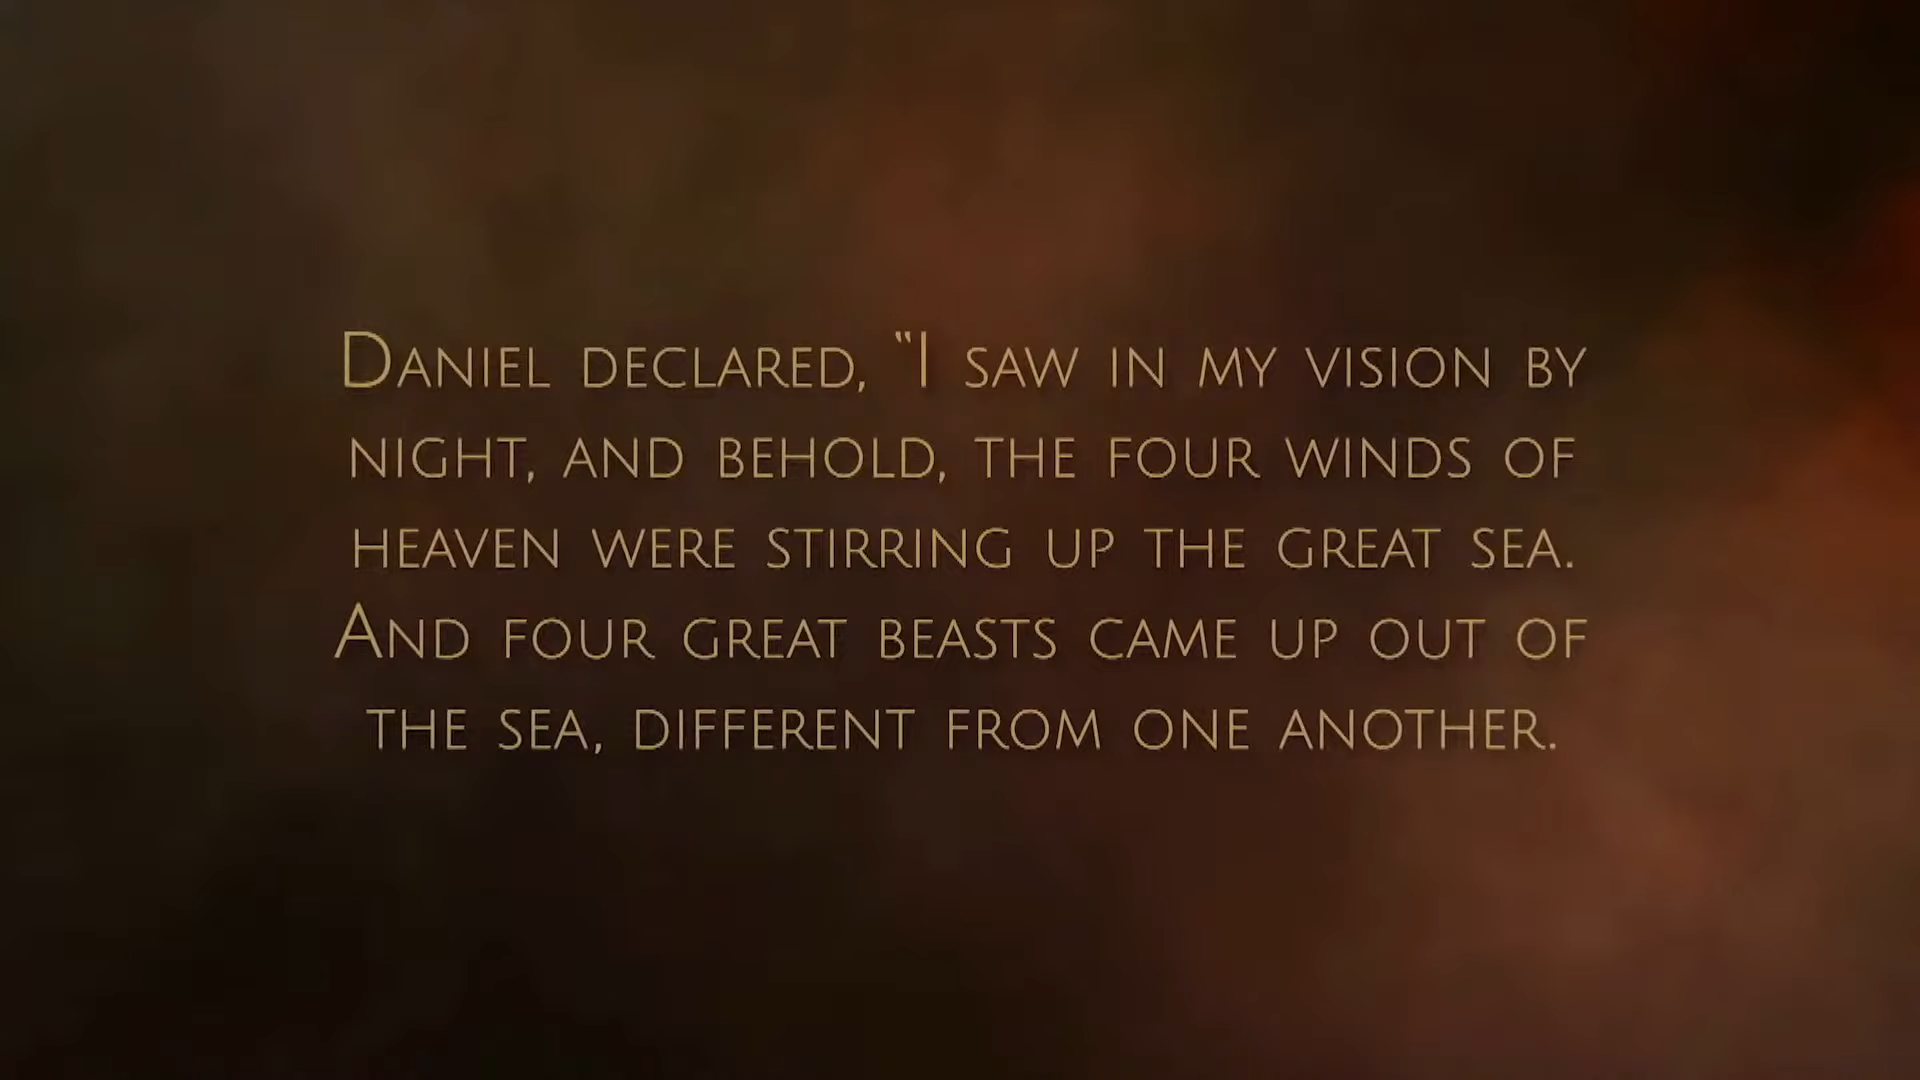 Daniel declared, “I saw in my vision by
night, and behold, the four winds of
heaven were stirring up the great sea.
And four great beasts came up out of
the sea, different from one another.